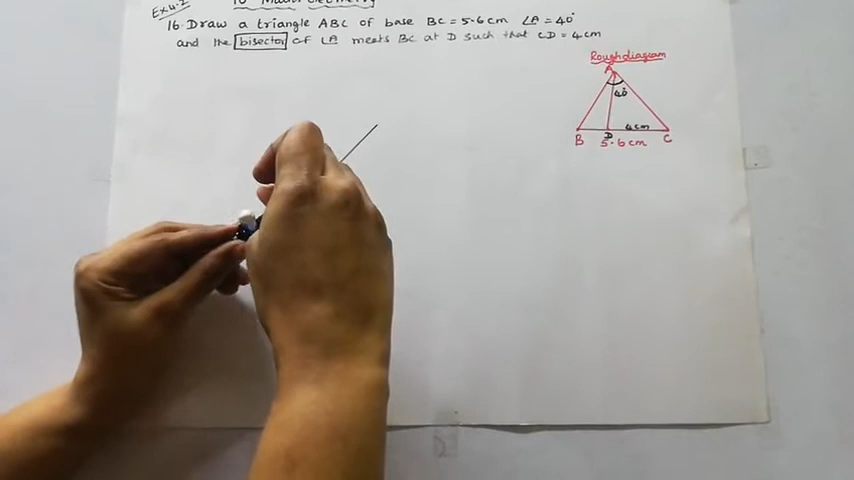 Ex 4.2
16. Draw a triangle ABC of base BC = 5.6 cm ∠A = 40°
and the bisector of ∠A meets BC at D such that CD = 4 cm
Rough diagram
A
40°
4 cm
B D C
5.6 cm